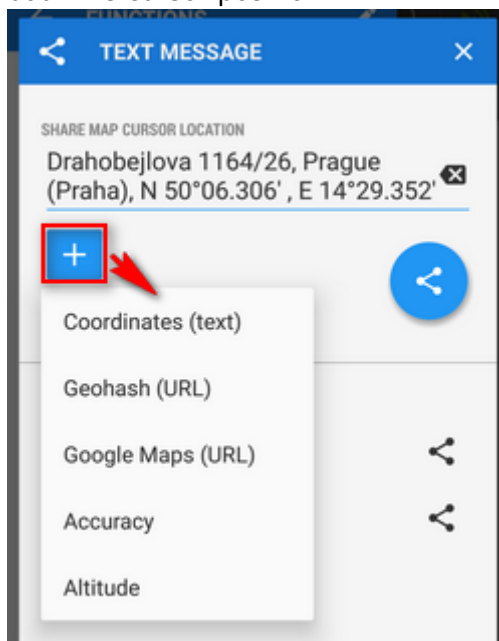 FUNCTIONS
TEXT MESSAGE
SHARE MAP CURSOR LOCATION
Drahobejlova 1164/26, Prague
(Praha), N 50°06.306' , E 14°29.352'
Coordinates (text)
Geohash (URL)
Google Maps (URL)
Accuracy
Altitude